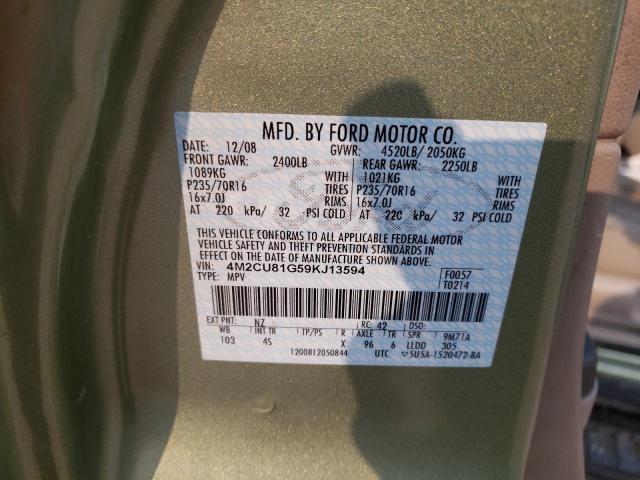 MFD. BY FORD MOTOR CO.
DATE: 12/08 GVWR: 4520LB/ 2050KG
FRONT GAWR: 2400LB REAR GAWR: 2250LB
1089KG 1021KG
P235/70R16 TIRES P235/70R16 TIRES
16x7.0J RIMS 16x7.0J RIMS
AT 220 kPa/ 32 PSI COLD AT 220 kPa/ 32 PSI COLD
THIS VEHICLE CONFORMS TO ALL APPLICABLE FEDERAL MOTOR
VEHICLE SAFETY AND THEFT PREVENTION STANDARDS IN
EFFECT ON THE DATE OF MANUFACTURE SHOWN ABOVE.
VIN: 4M2CU81G59KJ13594 F0057
TYPE: MPV T0214
EXT PNT: NZ RC: 42 DSO:
WB INT TR TP/PS R AXLE TR SPR 9M71A
103 4S X 96 6 LLDD 305
1200812050844 UTC ▽5U5A-1520472-BA